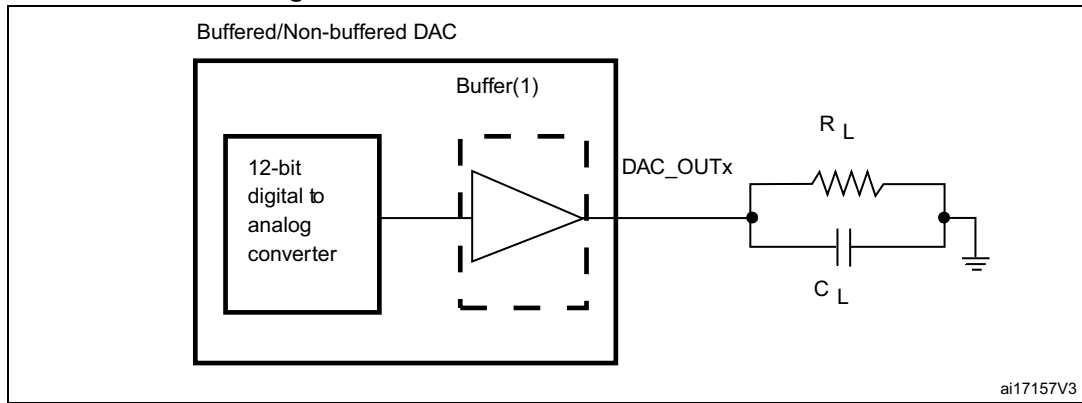 Buffered/Non-buffered DAC
Buffer(1)
12-bit
digital to
analog
converter
DAC_OUTx
R L
C L
ai17157V3